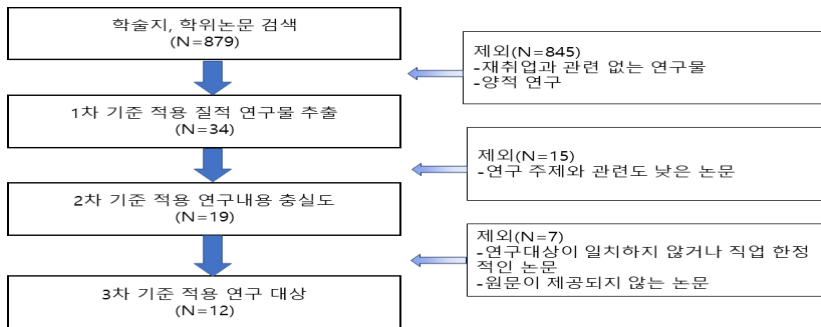 학술지, 학위논문 검색
(N=879)
제외(N=845)
-재취업과 관련 없는 연구물
-양적 연구
1차 기준 적용 질적 연구물 추출
(N=34)
제외(N=15)
-연구 주제와 관련도 낮은 논문
2차 기준 적용 연구내용 충실도
(N=19)
제외(N=7)
-연구대상이 일치하지 않거나 직업 한정
적인 논문
-원문이 제공되지 않는 논문
3차 기준 적용 연구 대상
(N=12)